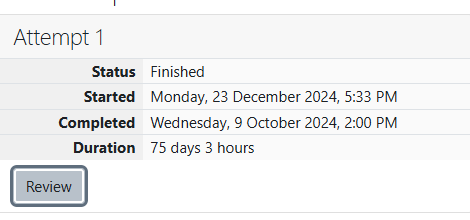 Attempt 1
Status Finished
Started Monday, 23 December 2024, 5:33 PM
Completed Wednesday, 9 October 2024, 2:00 PM
Duration 75 days 3 hours
Review